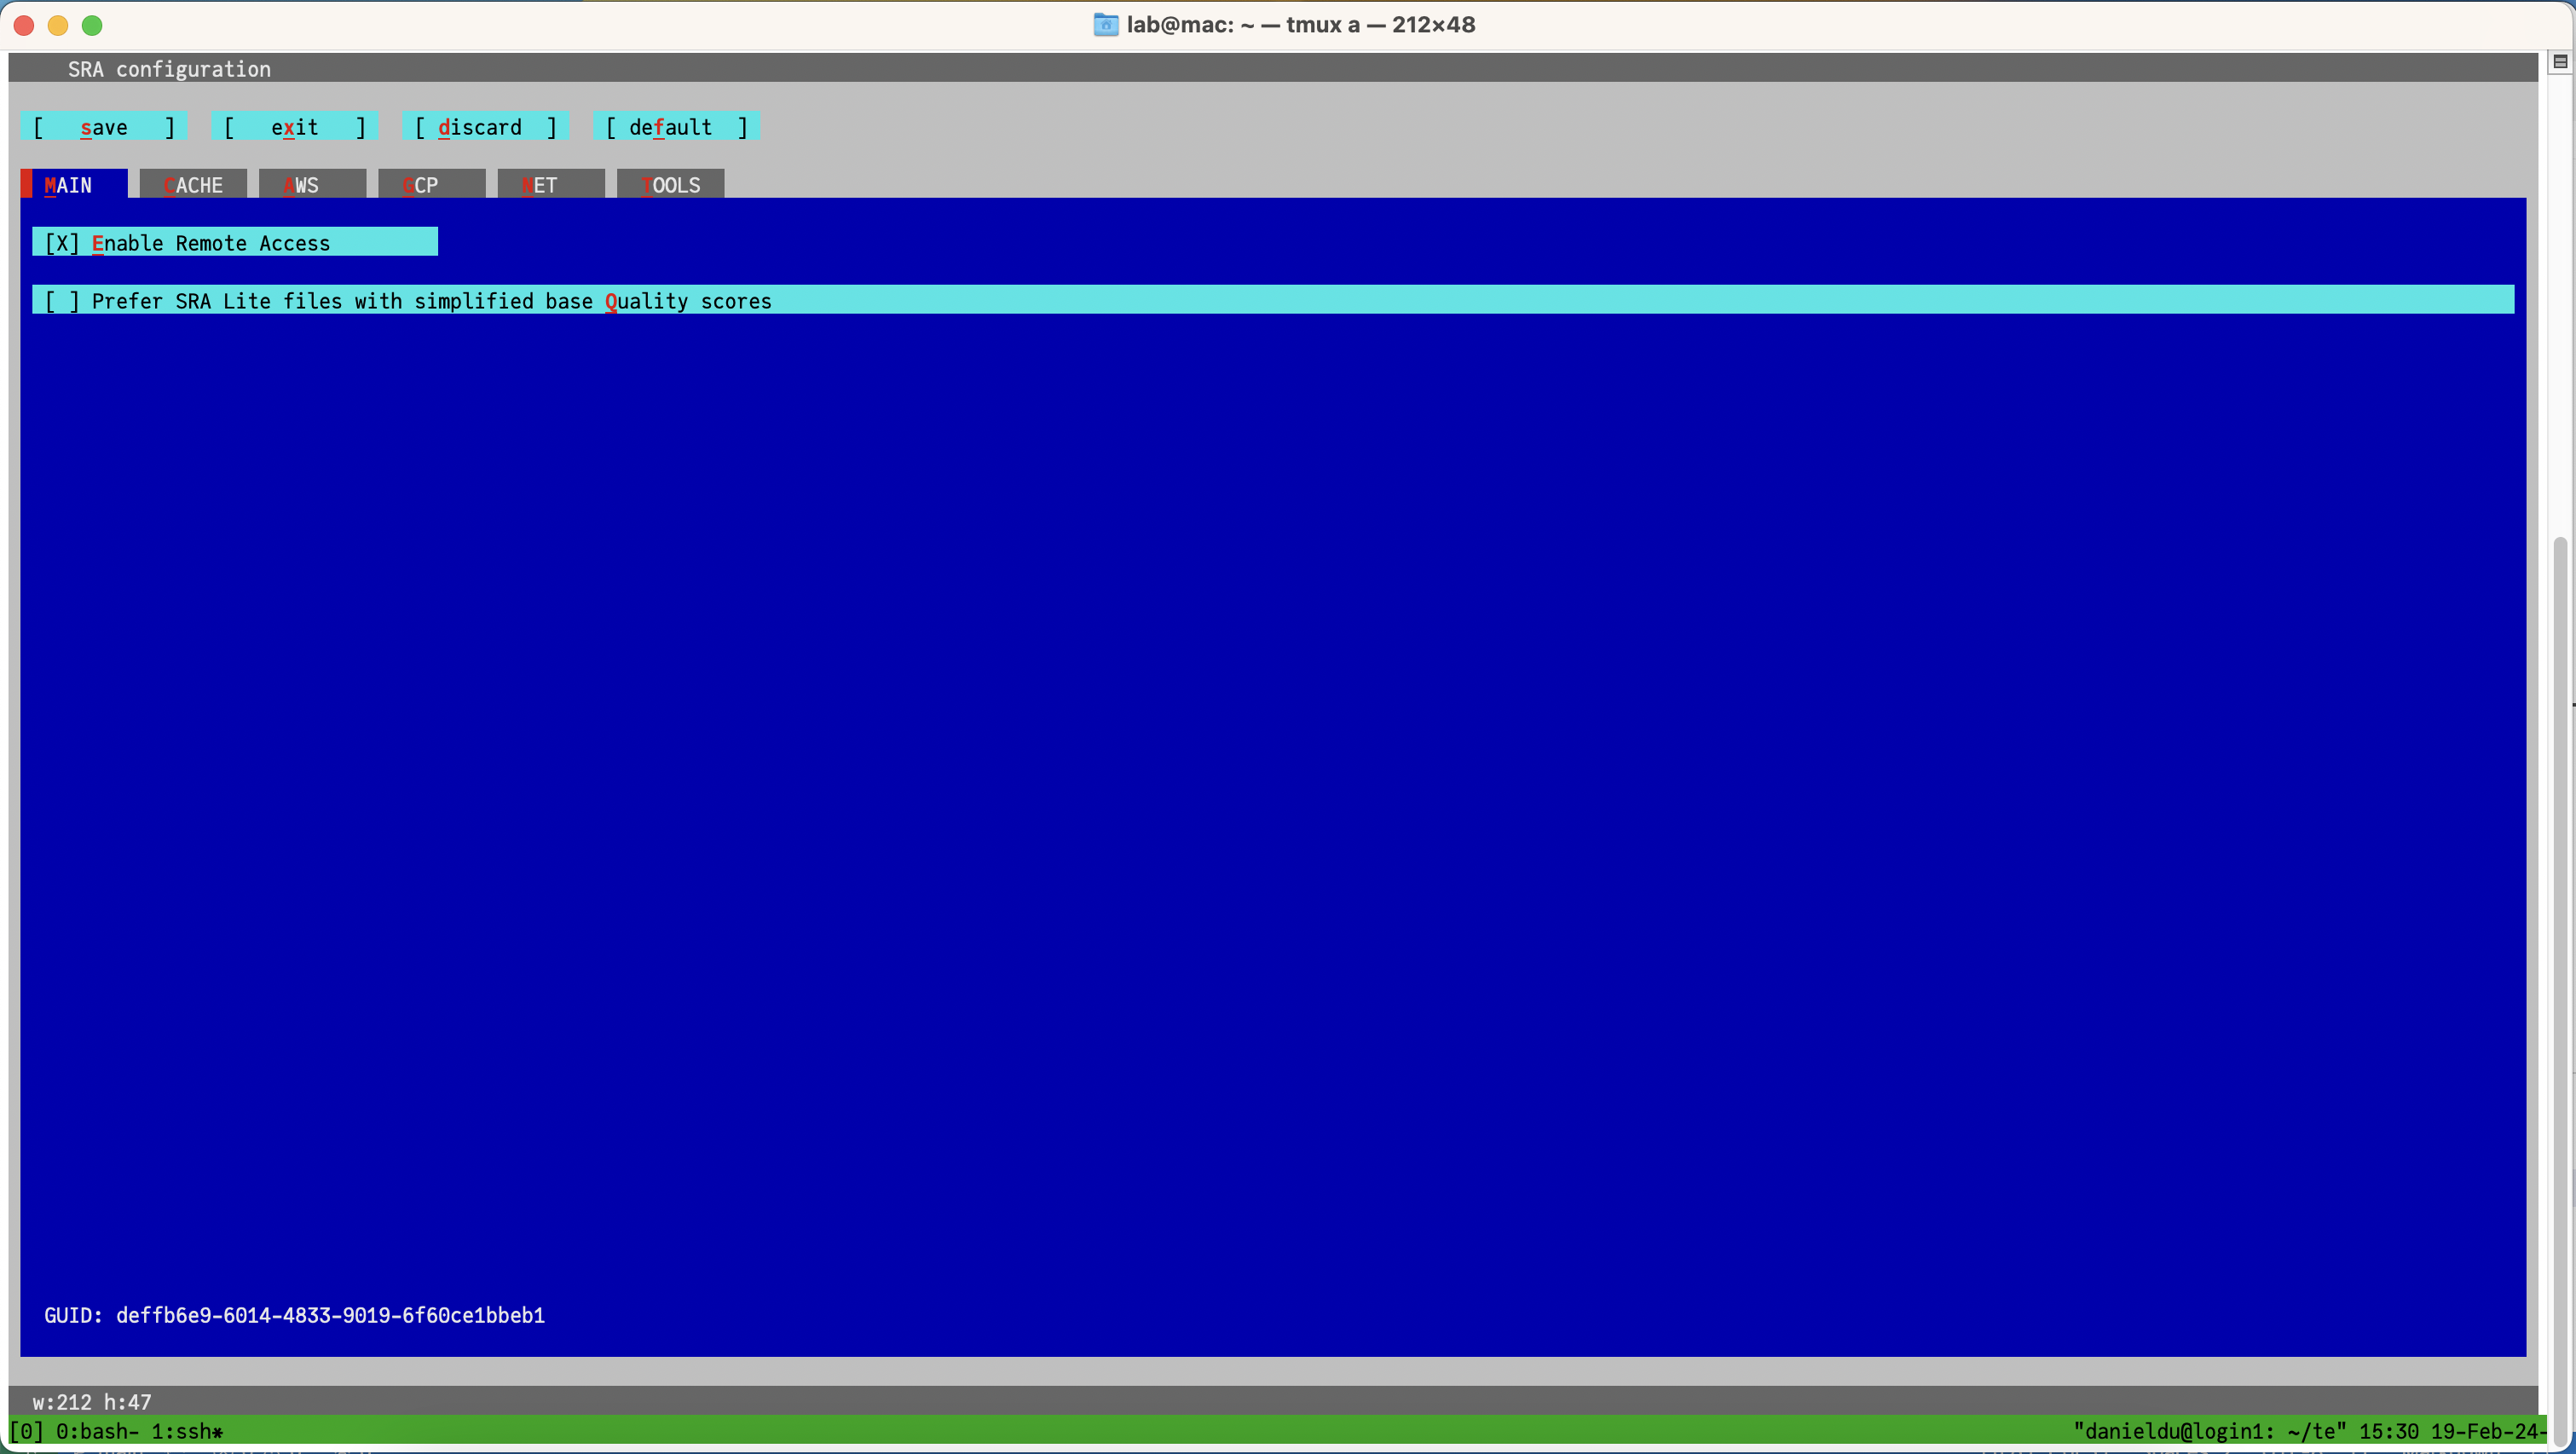 lab@mac: ~ — tmux a — 212×48
SRA configuration
[ save ] [ exit ] [ discard ] [ default ]
MAIN CACHE AWS GCP NET TOOLS
[X] Enable Remote Access
[ ] Prefer SRA Lite files with simplified base Quality scores
GUID: deffb6e9-6014-4833-9019-6f60ce1bbeb1
w:212 h:47
[0] 0:bash- 1:ssh* "danieldu@login1: ~/te" 15:30 19-Feb-24-